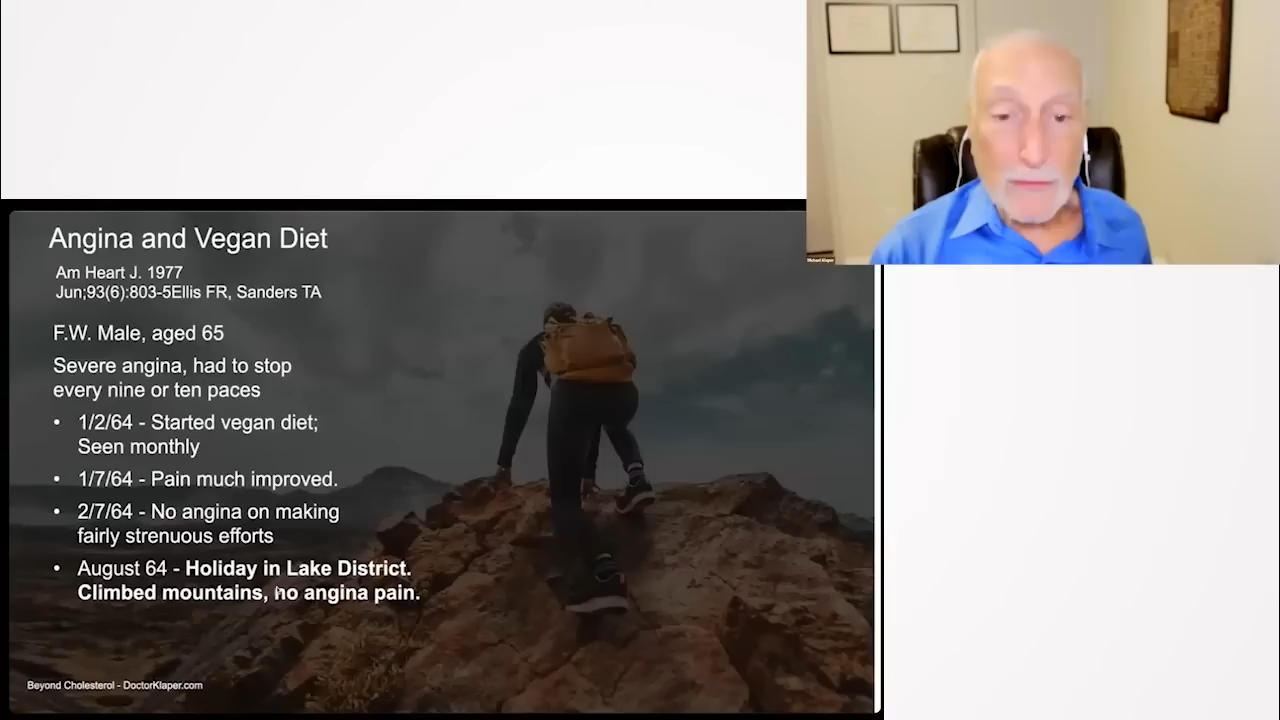 Angina and Vegan Diet
Am Heart J. 1977
Jun;93(6):803-5Ellis FR, Sanders TA
F.W. Male, aged 65
Severe angina, had to stop
every nine or ten paces
• 1/2/64 - Started vegan diet;
Seen monthly
• 1/7/64 - Pain much improved.
• 2/7/64 - No angina on making
fairly strenuous efforts
• August 64 - Holiday in Lake District.
Climbed mountains, no angina pain.
Beyond Cholesterol - DoctorKlaper.com
Michael Klaper